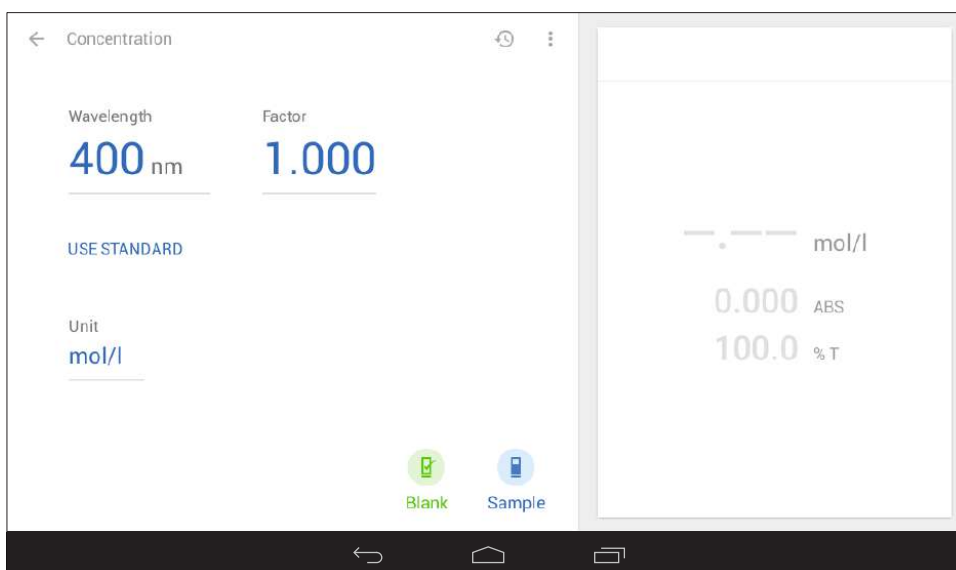 Concentration
Wavelength
400 nm
Factor
1.000
USE STANDARD
Unit
mol/l
Blank
Sample
–.–– mol/l
0.000 ABS
100.0 % T